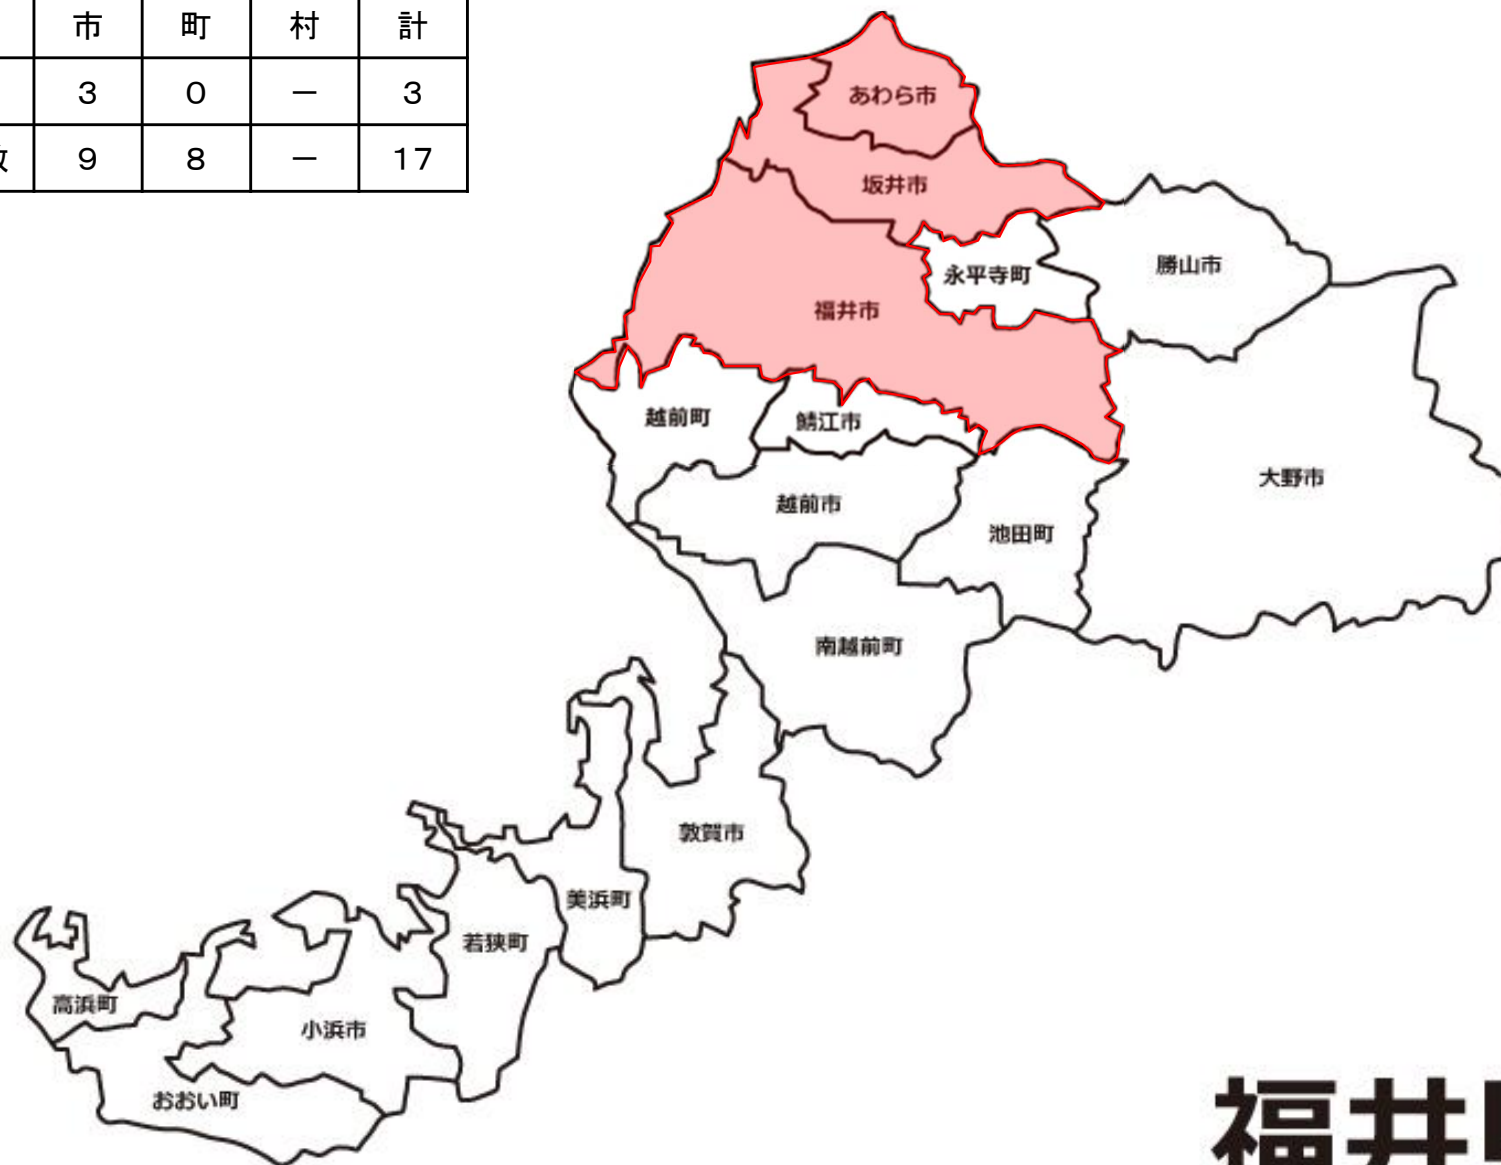 市 町 村 計
3 0 － 3
数 9 8 － 17
あわら市
坂井市
永平寺町
勝山市
福井市
越前町
鯖江市
大野市
越前市
池田町
南越前町
敦賀市
美浜町
若狭町
高浜町
小浜市
おおい町
福井